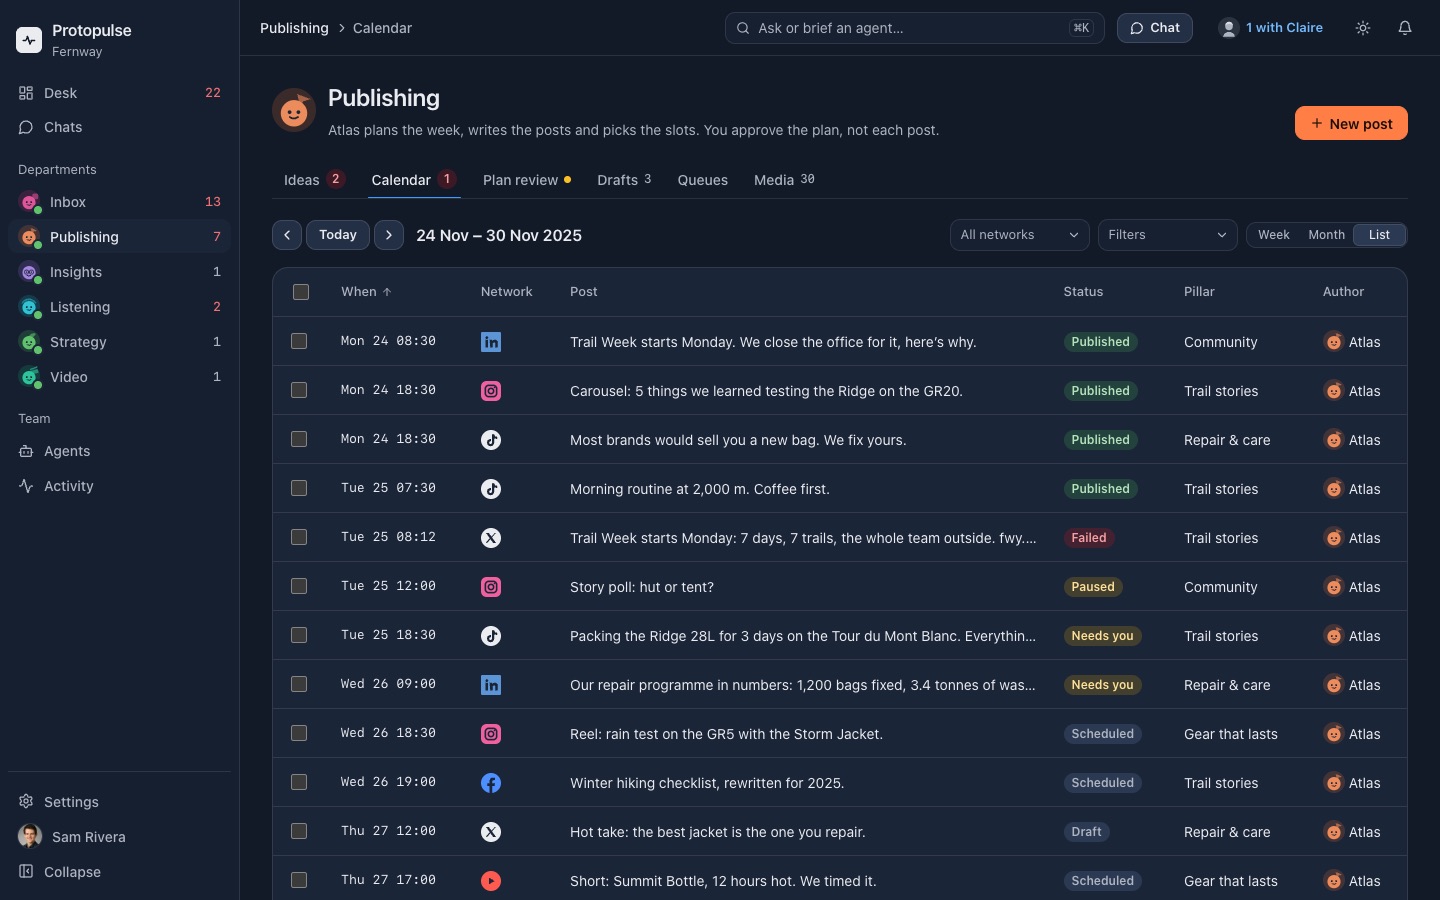 Protopulse
Fernway
Desk 22
Chats
Departments
Inbox 13
Publishing 7
Insights 1
Listening 2
Strategy 1
Video 1
Team
Agents
Activity
Settings
Sam Rivera
Collapse
Publishing > Calendar
Ask or brief an agent… ⌘K
Chat
1 with Claire
Publishing
Atlas plans the week, writes the posts and picks the slots. You approve the plan, not each post.
+ New post
Ideas 2 Calendar 1 Plan review Drafts 3 Queues Media 30
Today 24 Nov – 30 Nov 2025 All networks Filters Week Month List
When ↑ Network Post Status Pillar Author
Mon 24 08:30 in Trail Week starts Monday. We close the office for it, here’s why. Published Community Atlas
Mon 24 18:30 Carousel: 5 things we learned testing the Ridge on the GR20. Published Trail stories Atlas
Mon 24 18:30 Most brands would sell you a new bag. We fix yours. Published Repair & care Atlas
Tue 25 07:30 Morning routine at 2,000 m. Coffee first. Published Trail stories Atlas
Tue 25 08:12 X Trail Week starts Monday: 7 days, 7 trails, the whole team outside. fwy.… Failed Trail stories Atlas
Tue 25 12:00 Story poll: hut or tent? Paused Community Atlas
Tue 25 18:30 Packing the Ridge 28L for 3 days on the Tour du Mont Blanc. Everythin… Needs you Trail stories Atlas
Wed 26 09:00 in Our repair programme in numbers: 1,200 bags fixed, 3.4 tonnes of was… Needs you Repair & care Atlas
Wed 26 18:30 Reel: rain test on the GR5 with the Storm Jacket. Scheduled Gear that lasts Atlas
Wed 26 19:00 Winter hiking checklist, rewritten for 2025. Scheduled Trail stories Atlas
Thu 27 12:00 X Hot take: the best jacket is the one you repair. Draft Repair & care Atlas
Thu 27 17:00 Short: Summit Bottle, 12 hours hot. We timed it. Scheduled Gear that lasts Atlas